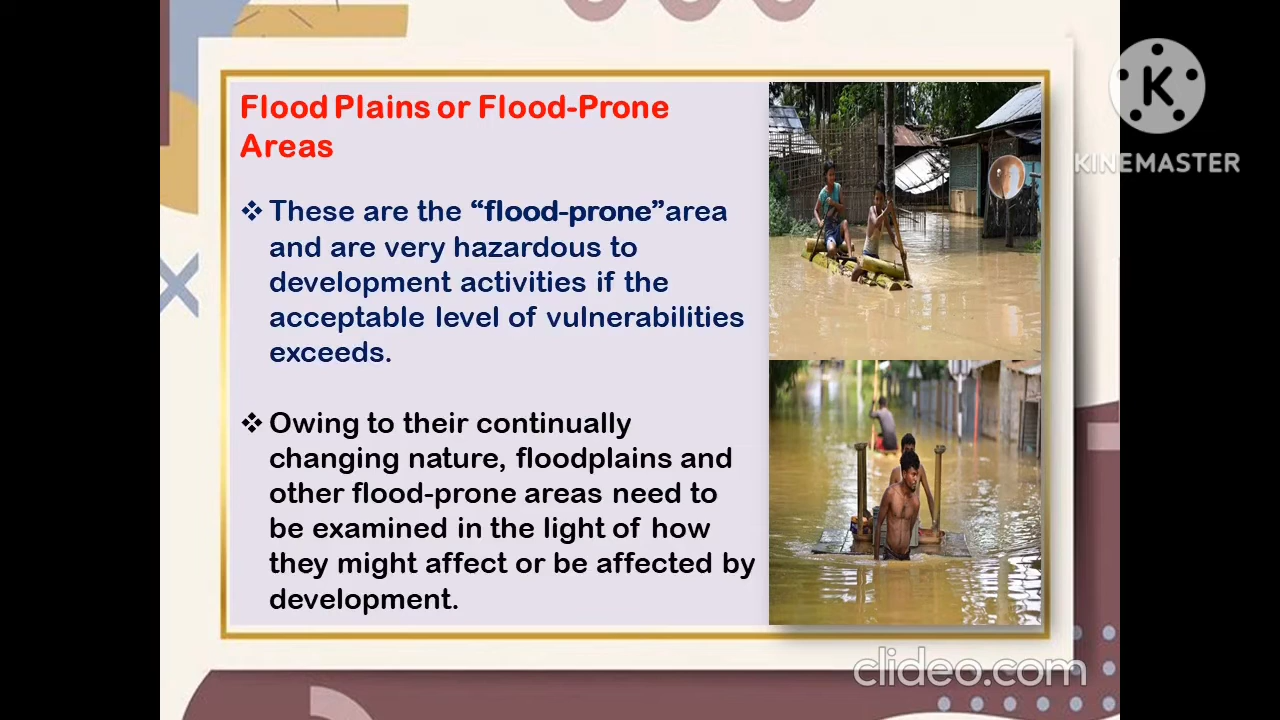 Flood Plains or Flood-Prone
Areas
❖ These are the “flood-prone”area
and are very hazardous to
development activities if the
acceptable level of vulnerabilities
exceeds.
❖ Owing to their continually
changing nature, floodplains and
other flood-prone areas need to
be examined in the light of how
they might affect or be affected by
development.
K
KINEMASTER
clideo.com